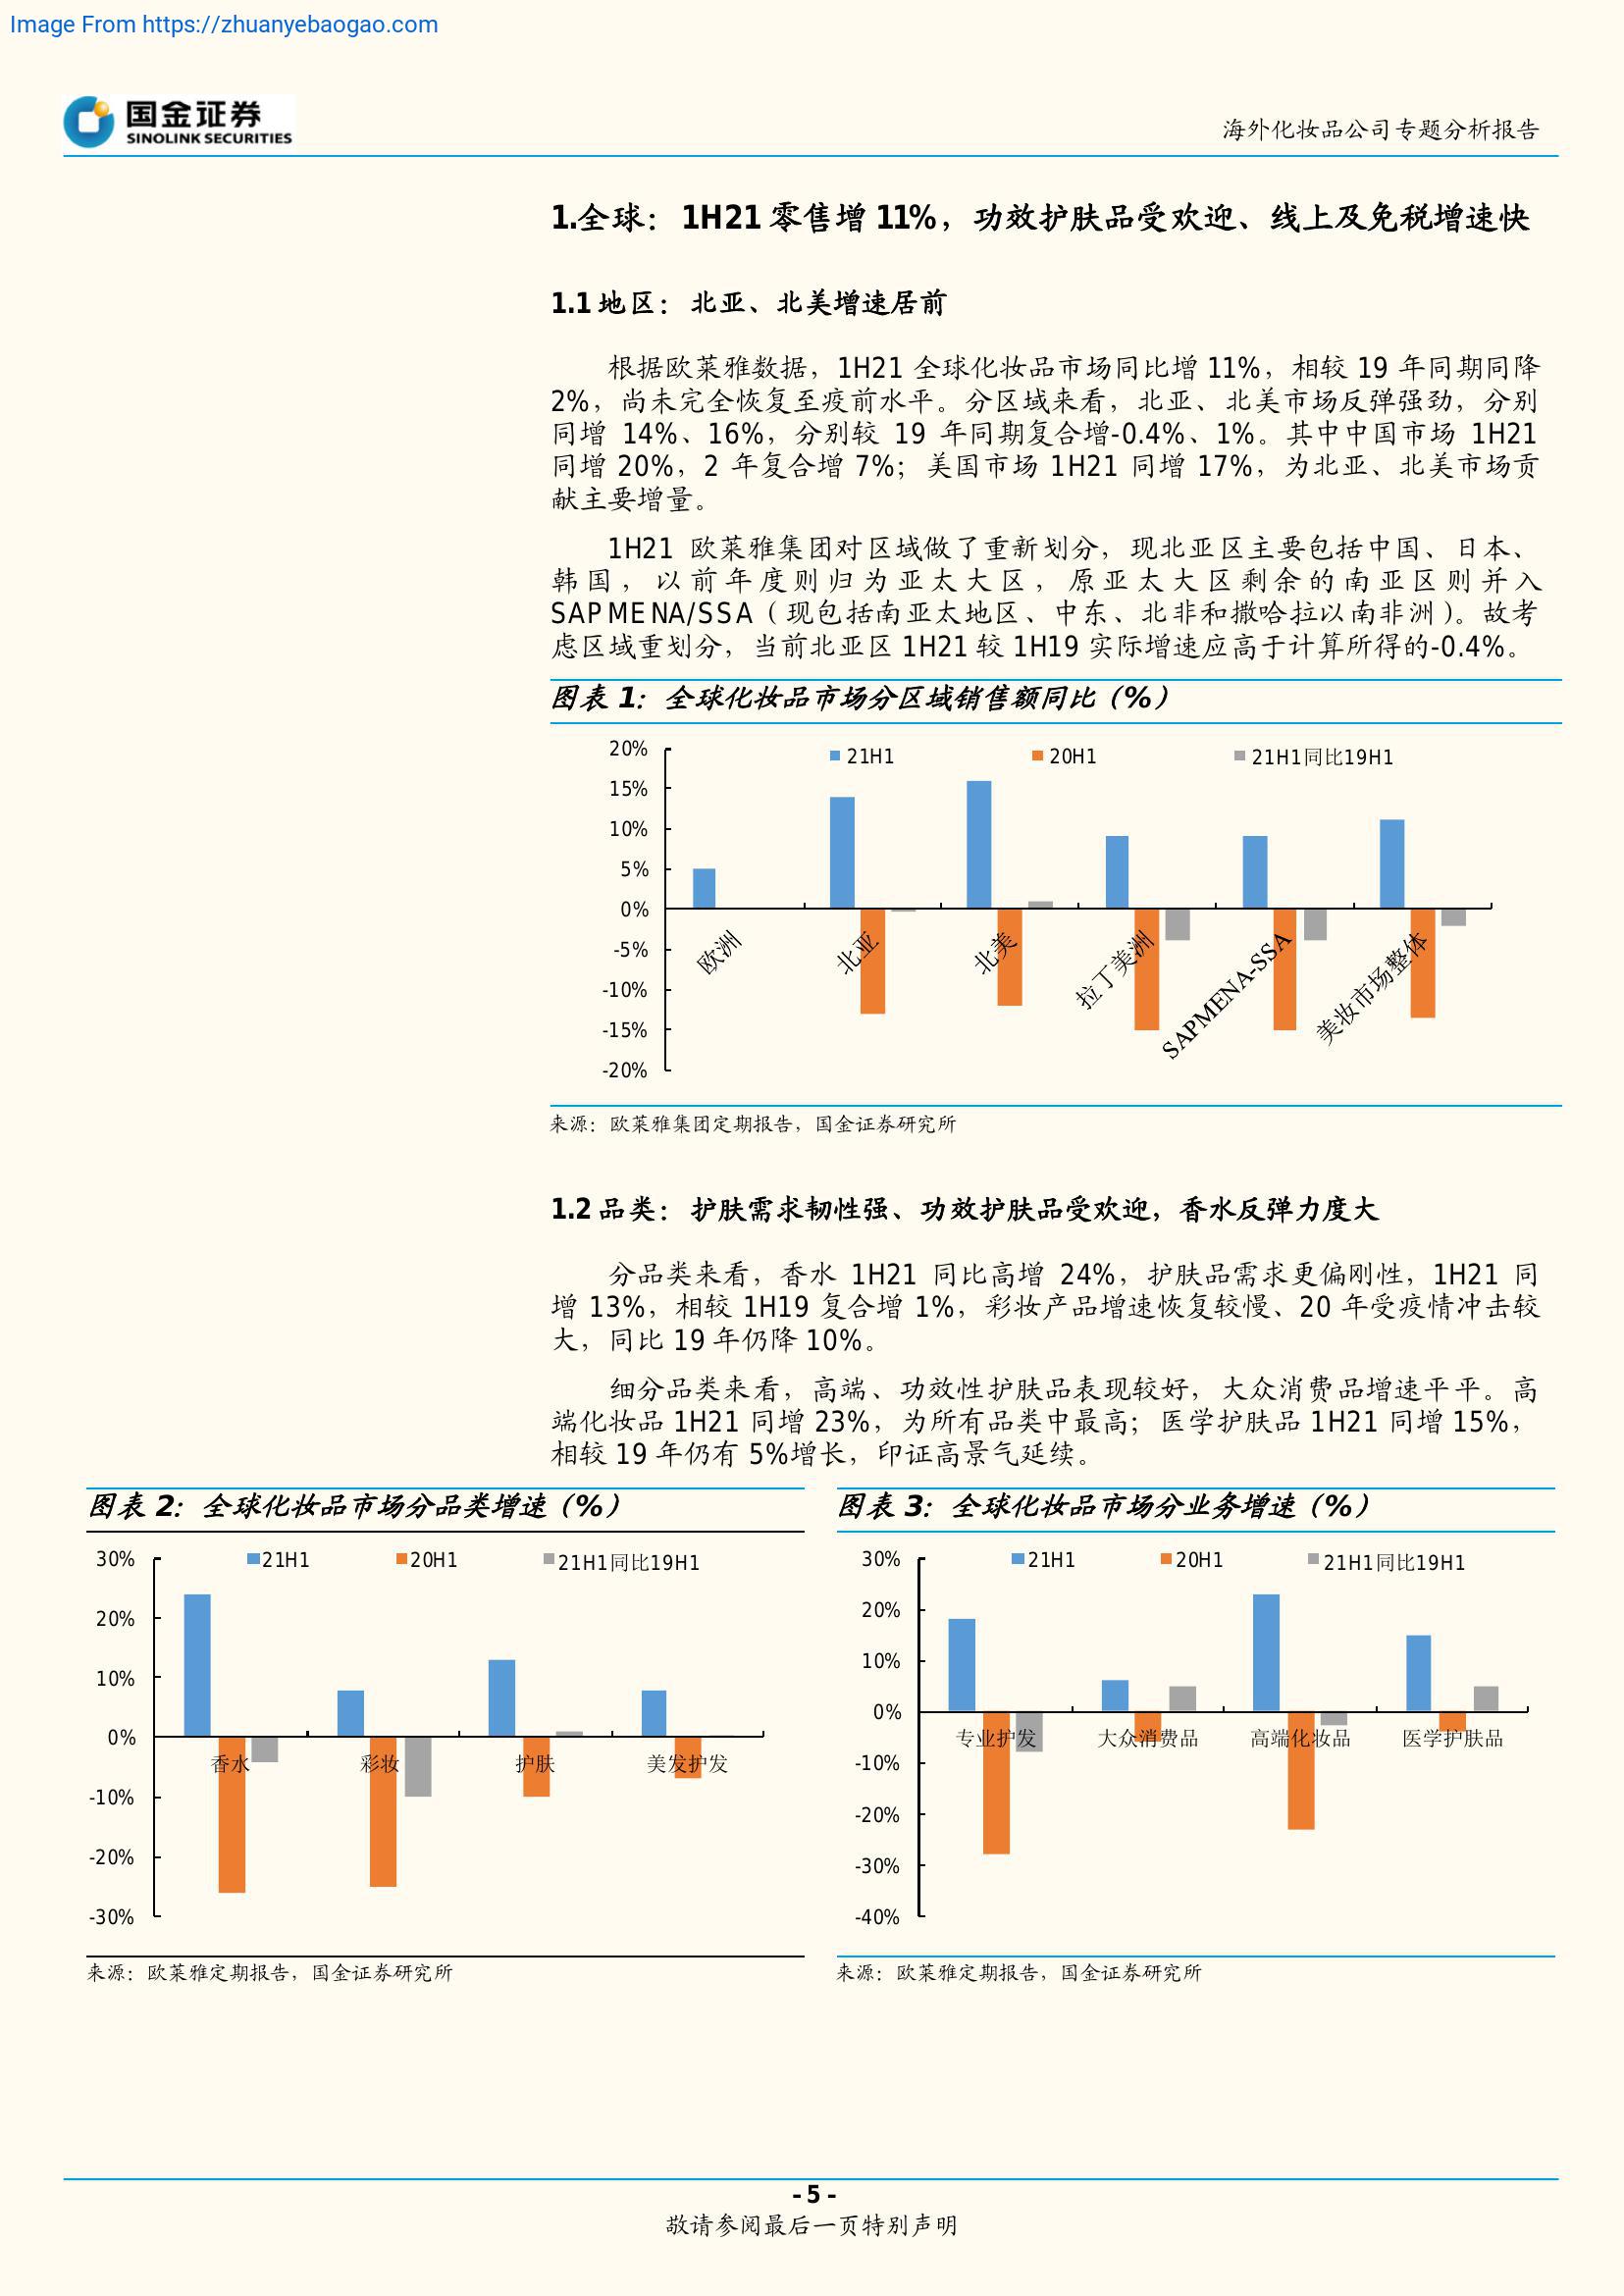 Image From https://zhuanyebaogao.com
国金证券
SINOLINK SECURITIES
海外化妆品公司专题分析报告
1.全球：1H21 零售增 11%，功效护肤品受欢迎、线上及免税增速快
1.1 地区：北亚、北美增速居前
根据欧莱雅数据，1H21 全球化妆品市场同比增 11%，相较 19 年同期同降
2%，尚未完全恢复至疫前水平。分区域来看，北亚、北美市场反弹强劲，分别
同增 14%、16%，分别较 19 年同期复合增-0.4%、1%。其中中国市场 1H21
同增 20%，2 年复合增 7%；美国市场 1H21 同增 17%，为北亚、北美市场贡
献主要增量。
1H21 欧莱雅集团对区域做了重新划分，现北亚区主要包括中国、日本、
韩国，以前年度则归为亚太大区，原亚太大区剩余的南亚区则并入
SAPMENA/SSA（现包括南亚太地区、中东、北非和撒哈拉以南非洲）。故考
虑区域重划分，当前北亚区 1H21 较 1H19 实际增速应高于计算所得的-0.4%。
图表 1：全球化妆品市场分区域销售额同比（%）
21H1 20H1 21H1同比19H1
20%
15%
10%
5%
0%
-5%
-10%
-15%
-20%
欧洲 北亚 北美 拉丁美洲 SAPMENA-SSA 美妆市场整体
来源：欧莱雅集团定期报告，国金证券研究所
1.2 品类：护肤需求韧性强、功效护肤品受欢迎，香水反弹力度大
分品类来看，香水 1H21 同比高增 24%，护肤品需求更偏刚性，1H21 同
增 13%，相较 1H19 复合增 1%，彩妆产品增速恢复较慢、20 年受疫情冲击较
大，同比 19 年仍降 10%。
细分品类来看，高端、功效性护肤品表现较好，大众消费品增速平平。高
端化妆品 1H21 同增 23%，为所有品类中最高；医学护肤品 1H21 同增 15%，
相较 19 年仍有 5%增长，印证高景气延续。
图表 2：全球化妆品市场分品类增速（%）
21H1 20H1 21H1同比19H1
30%
20%
10%
0%
-10%
-20%
-30%
香水 彩妆 护肤 美发护发
来源：欧莱雅定期报告，国金证券研究所
图表 3：全球化妆品市场分业务增速（%）
21H1 20H1 21H1同比19H1
30%
20%
10%
0%
-10%
-20%
-30%
-40%
专业护发 大众消费品 高端化妆品 医学护肤品
来源：欧莱雅定期报告，国金证券研究所
- 5 -
敬请参阅最后一页特别声明